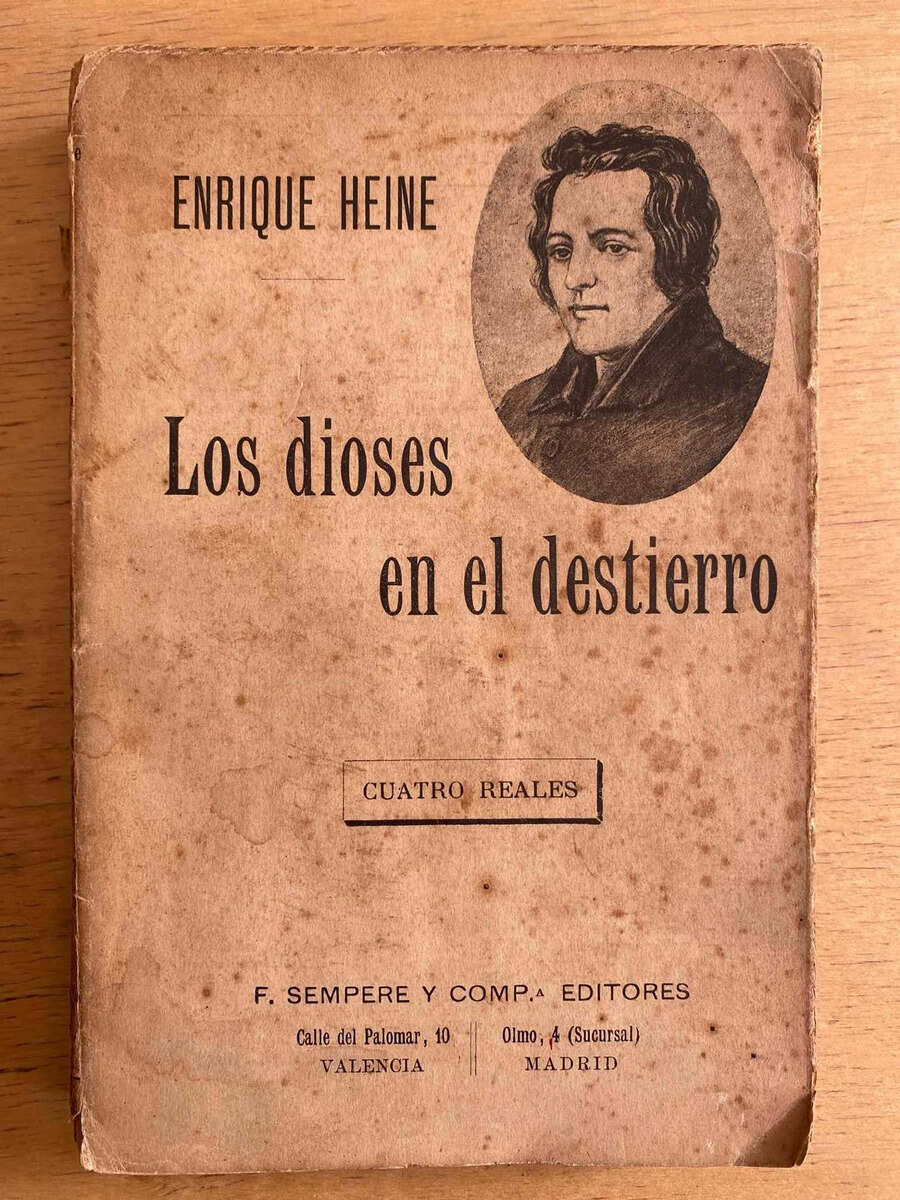 ENRIQUE HEINE
Los dioses
en el destierro
CUATRO REALES
F. SEMPERE Y COMP.ᴬ EDITORES
Calle del Palomar, 10
VALENCIA
Olmo, 4 (Sucursal)
MADRID